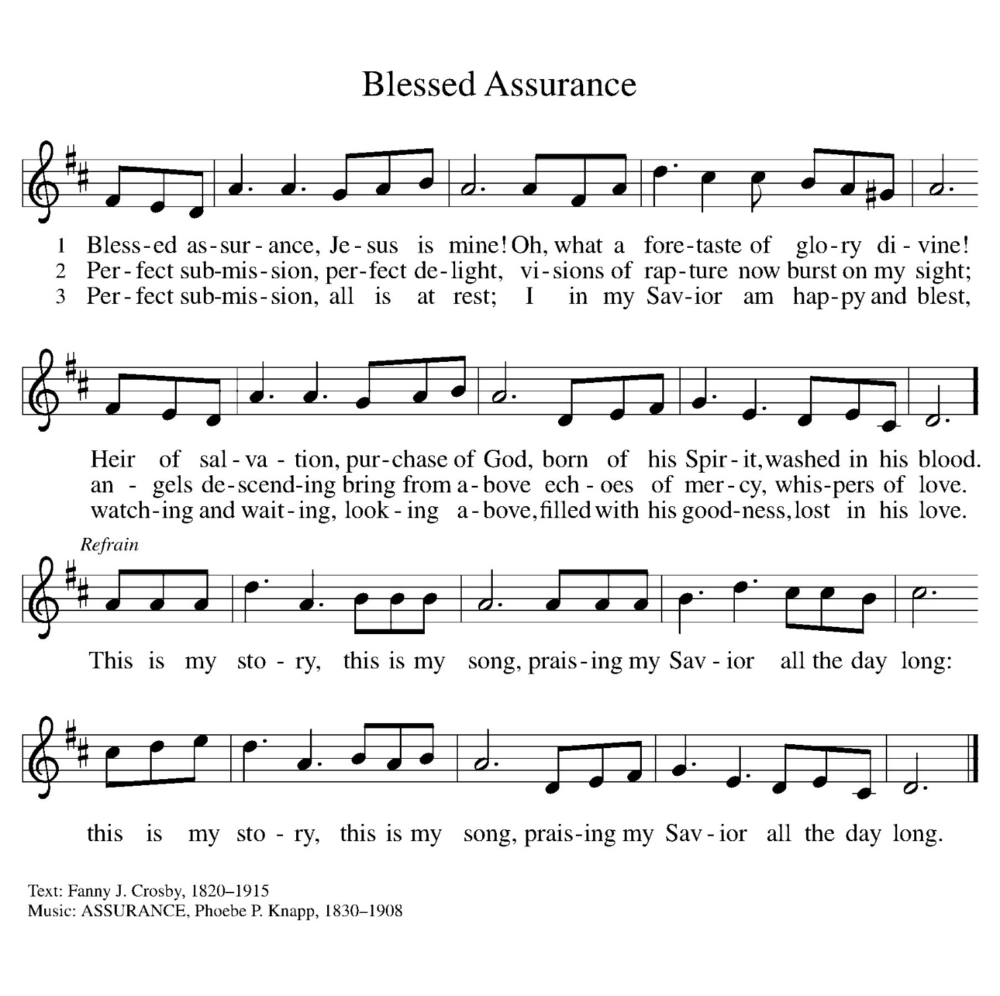 Blessed Assurance
1 Bless-ed as-sur-ance, Je-sus is mine! Oh, what a fore-taste of glo-ry di-vine!
2 Per-fect sub-mis-sion, per-fect de-light, vi-sions of rap-ture now burst on my sight;
3 Per-fect sub-mis-sion, all is at rest; I in my Sav-ior am hap-py and blest,
Heir of sal-va-tion, pur-chase of God, born of his Spir-it, washed in his blood.
an-gels de-scend-ing bring from a-bove ech-oes of mer-cy, whis-pers of love.
watch-ing and wait-ing, look-ing a-bove, filled with his good-ness, lost in his love.
Refrain
This is my sto-ry, this is my song, prais-ing my Sav-ior all the day long:
this is my sto-ry, this is my song, prais-ing my Sav-ior all the day long.
Text: Fanny J. Crosby, 1820–1915
Music: ASSURANCE, Phoebe P. Knapp, 1830–1908